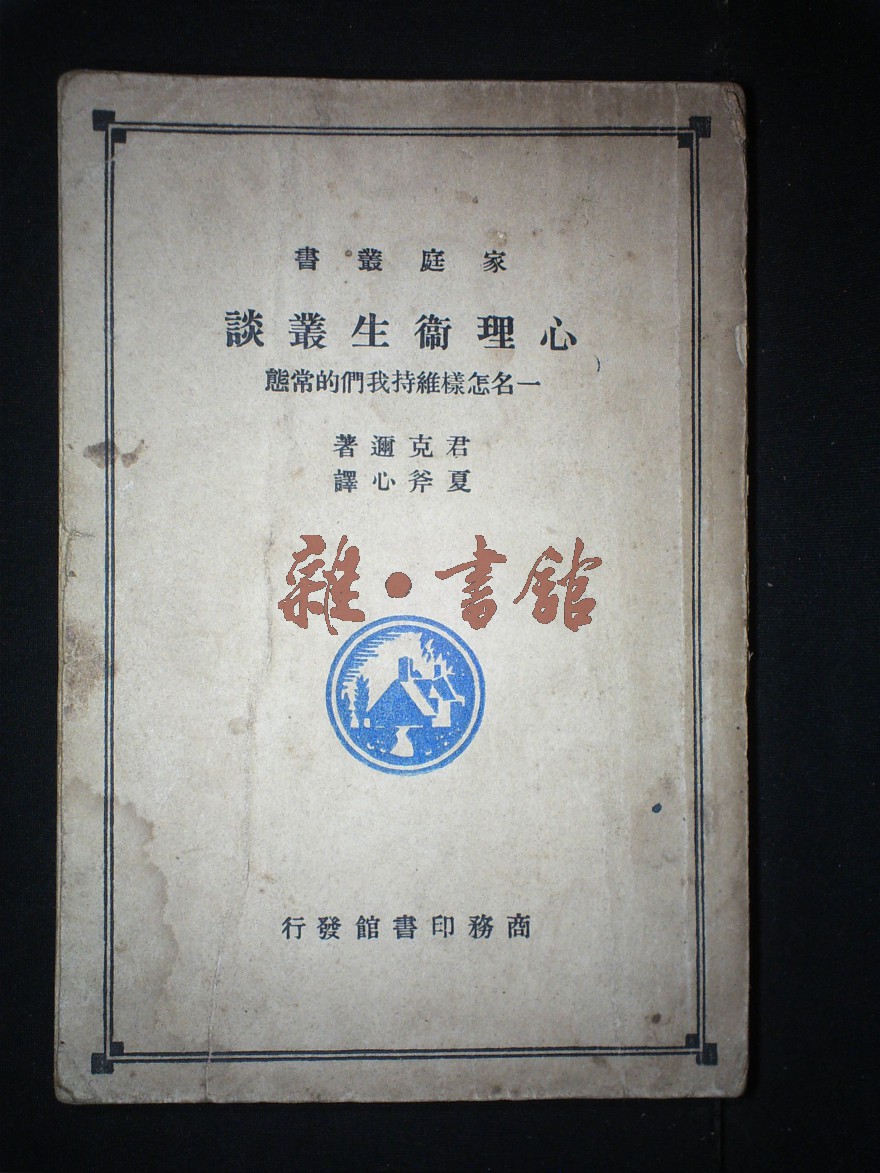 家庭叢書
心理衞生叢談
一名怎樣維持我們的常態
君克邇著
夏斧心譯
雜·書館
商務印書館發行